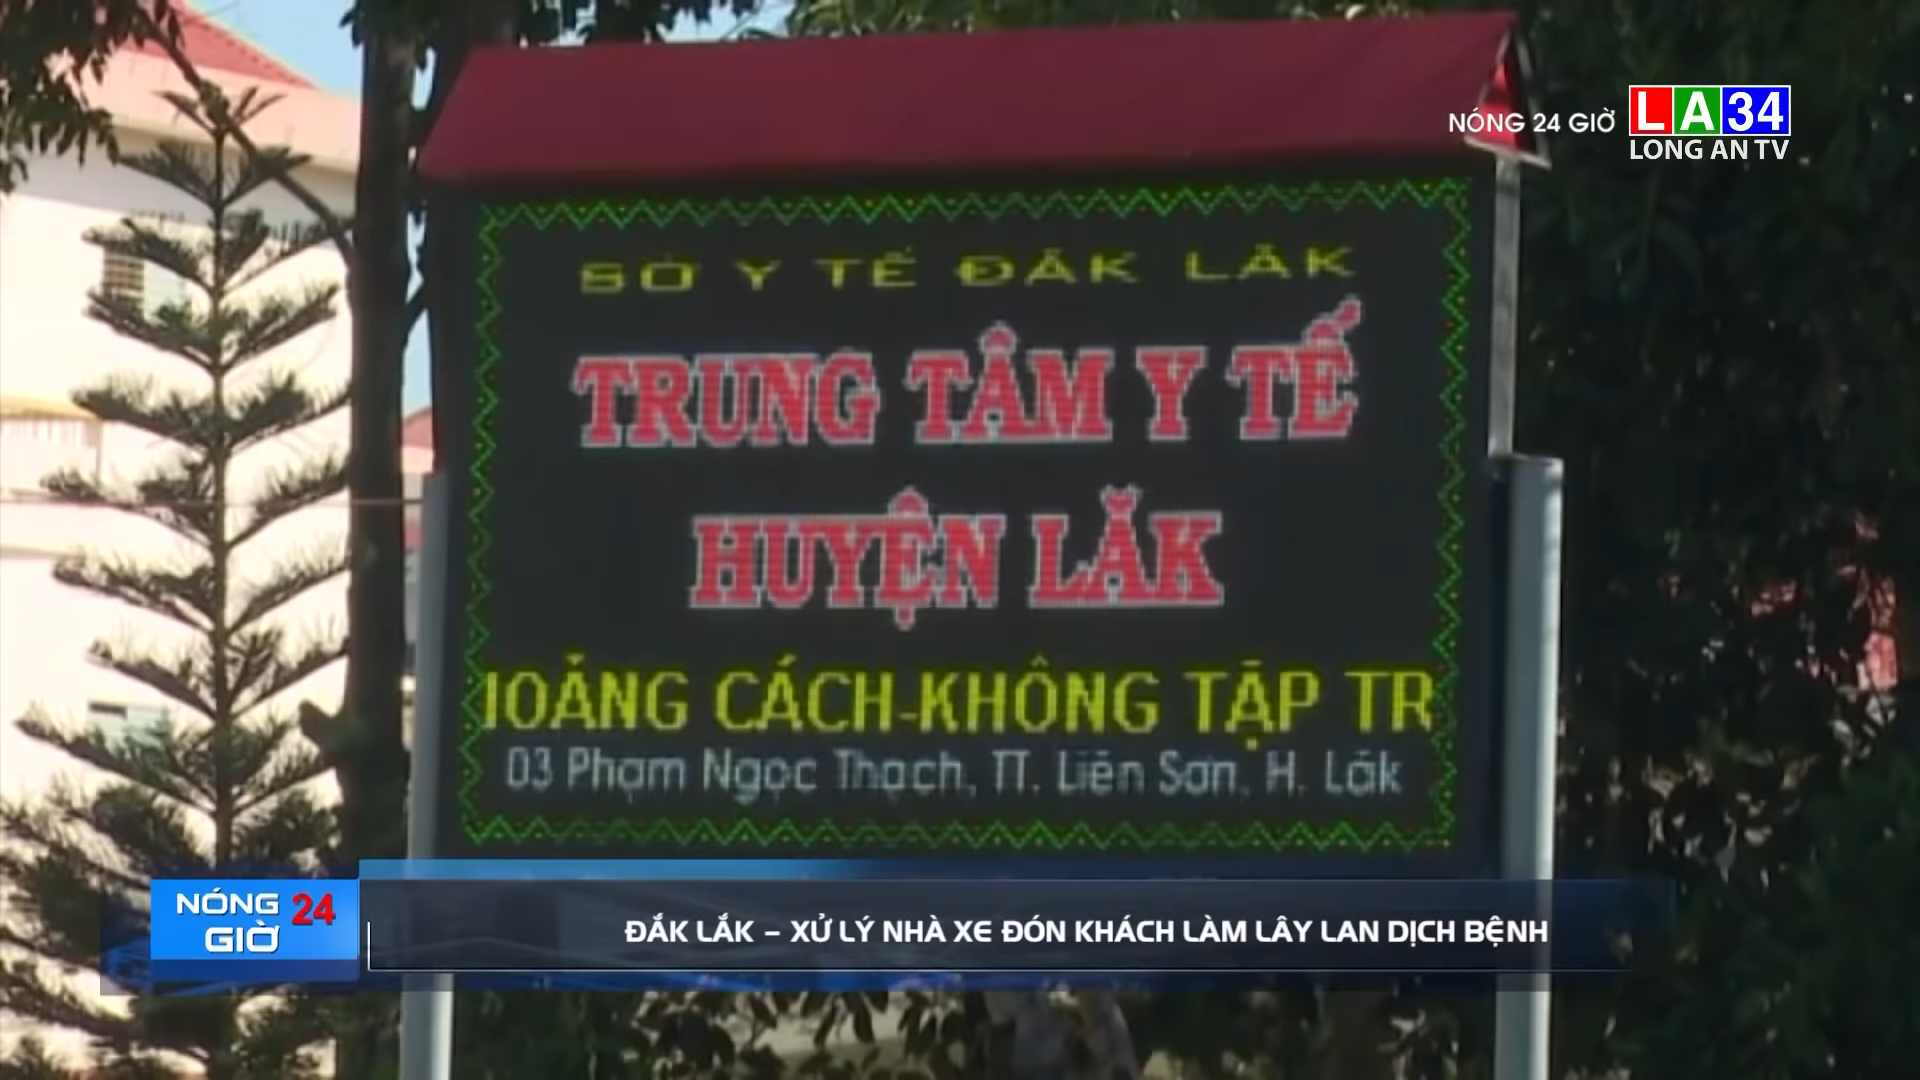 NÓNG 24 GIỜ LA34
LONG AN TV
SỞ Y TẾ ĐẮK LẮK
TRUNG TÂM Y TẾ
HUYỆN LẮK
HOẢNG CÁCH-KHÔNG TẬP TR
03 Phạm Ngọc Thạch, TT. Liên Sơn, H. Lắk
NÓNG 24
GIỜ
ĐẮK LẮK – XỬ LÝ NHÀ XE ĐÓN KHÁCH LÀM LÂY LAN DỊCH BỆNH